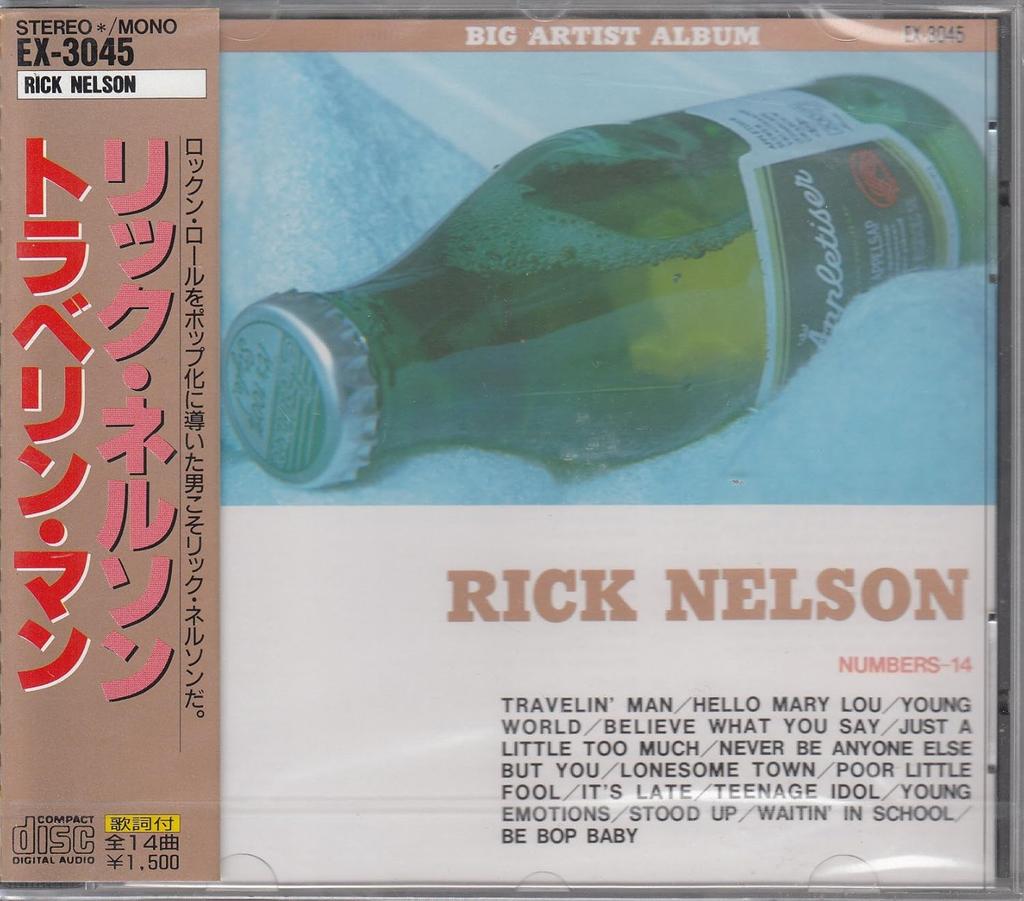 STEREO*/MONO
EX-3045
RICK NELSON
ロックン・ロールをポップ化に導いた男こそリック・ネルソンだ。
リック・ネルソン
トラベリン・マン
COMPACT
disc
DIGITAL AUDIO
歌詞付
全14曲
¥1,500
BIG ARTIST ALBUM
EX-3045
Appletiser
APPELSAP
RICK NELSON
NUMBERS-14
TRAVELIN' MAN/HELLO MARY LOU/YOUNG
WORLD/BELIEVE WHAT YOU SAY/JUST A
LITTLE TOO MUCH/NEVER BE ANYONE ELSE
BUT YOU/LONESOME TOWN/POOR LITTLE
FOOL/IT'S LATE/TEENAGE IDOL/YOUNG
EMOTIONS/STOOD UP/WAITIN' IN SCHOOL/
BE BOP BABY